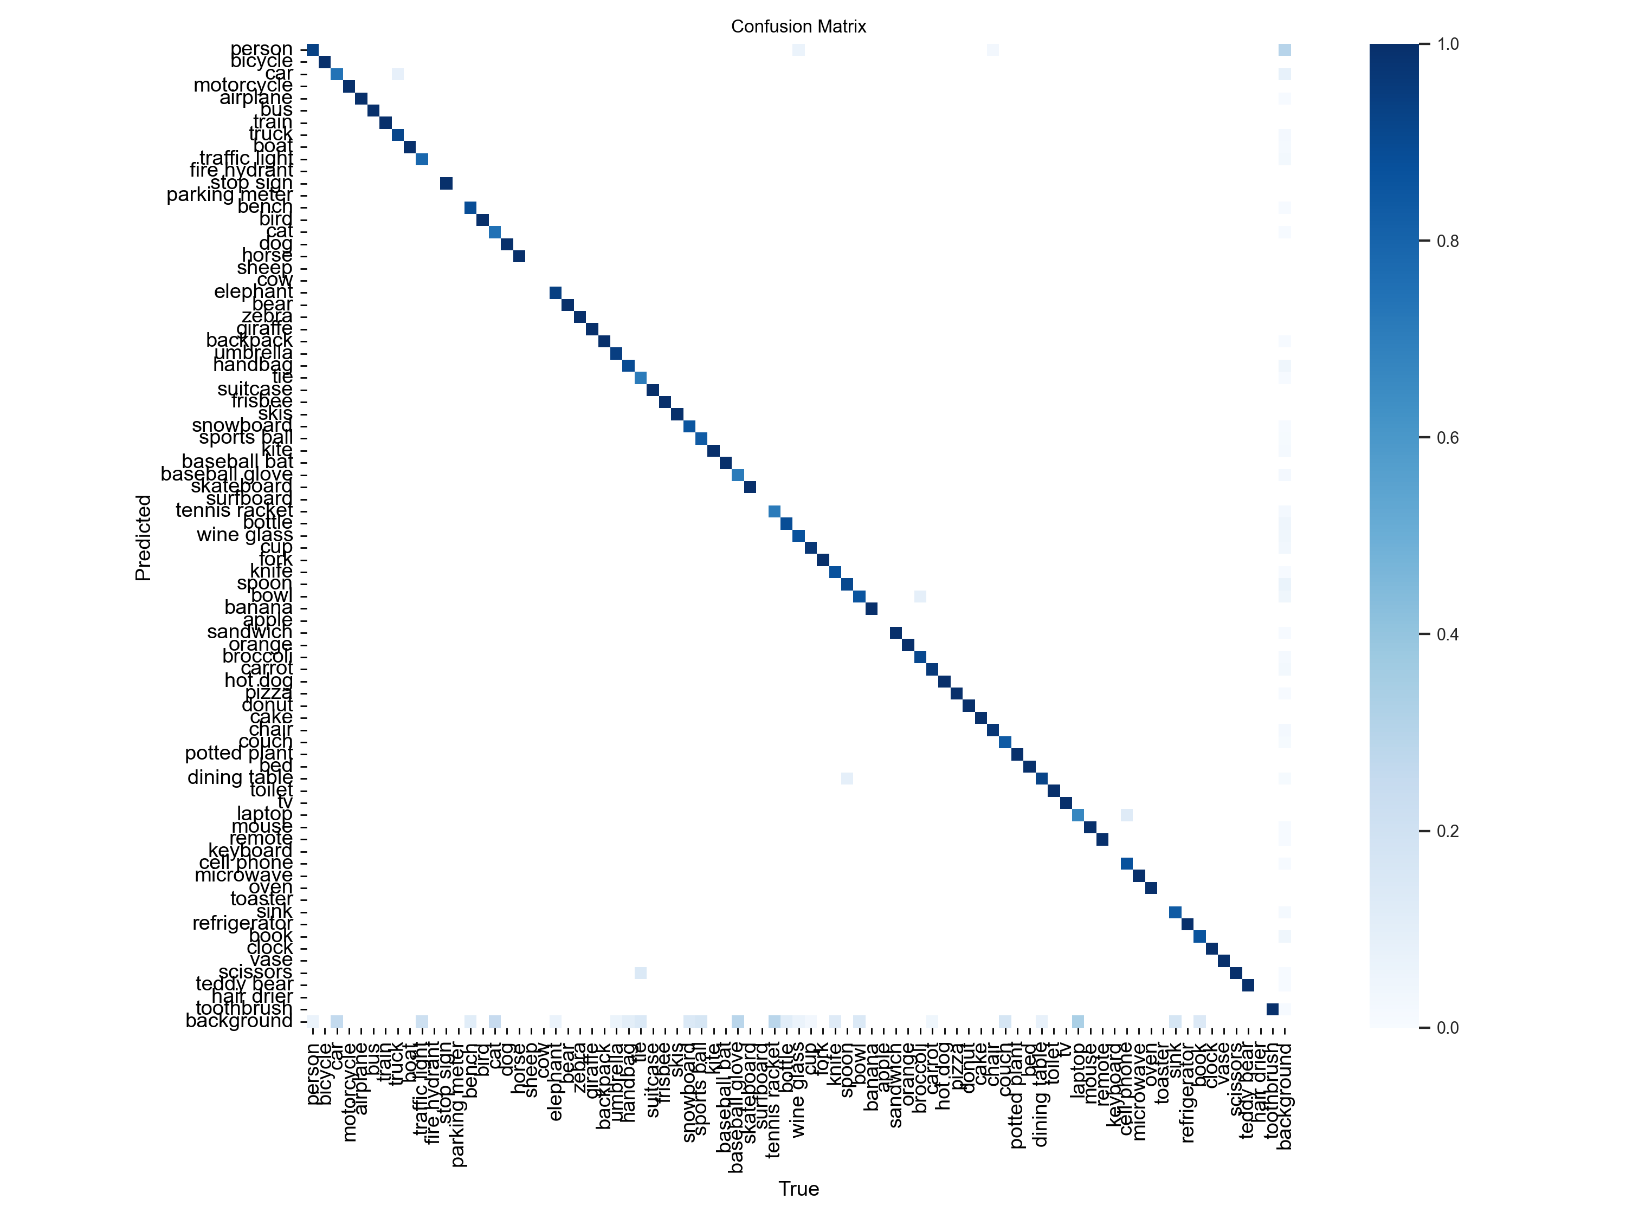 Confusion Matrix
person
bicycle
car
motorcycle
airplane
bus
train
truck
boat
traffic light
fire hydrant
stop sign
parking meter
bench
bird
cat
dog
horse
sheep
cow
elephant
bear
zebra
giraffe
backpack
umbrella
handbag
tie
suitcase
frisbee
skis
snowboard
sports ball
kite
baseball bat
baseball glove
skateboard
surfboard
tennis racket
bottle
wine glass
cup
fork
knife
spoon
bowl
banana
apple
sandwich
orange
broccoli
carrot
hot dog
pizza
donut
cake
chair
couch
potted plant
bed
dining table
toilet
tv
laptop
mouse
remote
keyboard
cell phone
microwave
oven
toaster
sink
refrigerator
book
clock
vase
scissors
teddy bear
hair drier
toothbrush
background
Predicted
person
bicycle
car
motorcycle
airplane
bus
train
truck
boat
traffic light
fire hydrant
stop sign
parking meter
bench
bird
cat
dog
horse
sheep
cow
elephant
bear
zebra
giraffe
backpack
umbrella
handbag
tie
suitcase
frisbee
skis
snowboard
sports ball
kite
baseball bat
baseball glove
skateboard
surfboard
tennis racket
bottle
wine glass
cup
fork
knife
spoon
bowl
banana
apple
sandwich
orange
broccoli
carrot
hot dog
pizza
donut
cake
chair
couch
potted plant
bed
dining table
toilet
tv
laptop
mouse
remote
keyboard
cell phone
microwave
oven
toaster
sink
refrigerator
book
clock
vase
scissors
teddy bear
hair drier
toothbrush
background
True
1.0
0.8
0.6
0.4
0.2
0.0